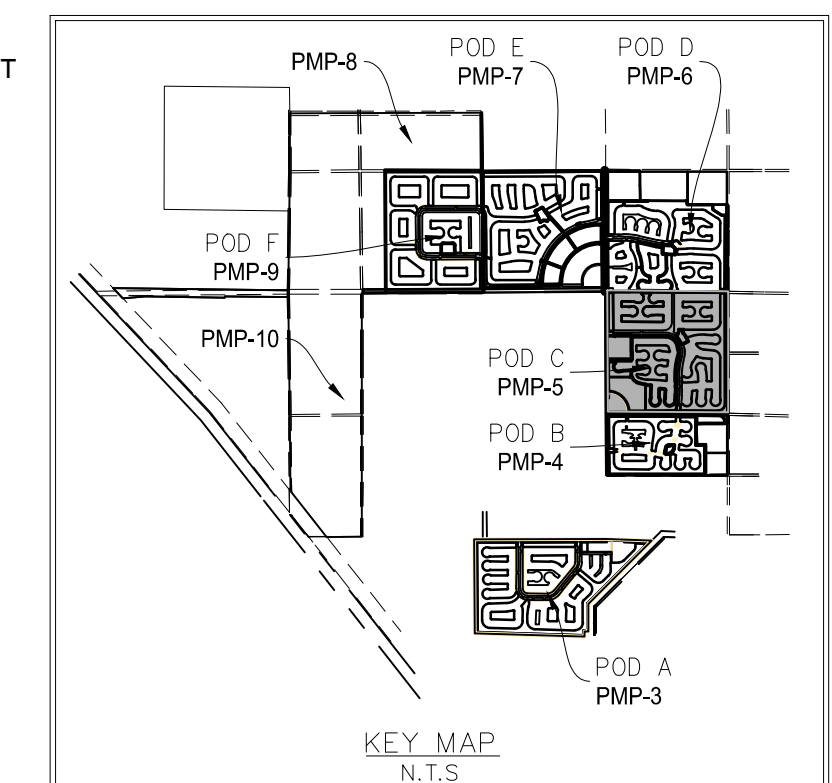 T
PMP-8
POD E
PMP-7
POD D
PMP-6
POD F
PMP-9
PMP-10
POD C
PMP-5
POD B
PMP-4
POD A
PMP-3
KEY MAP
N.T.S